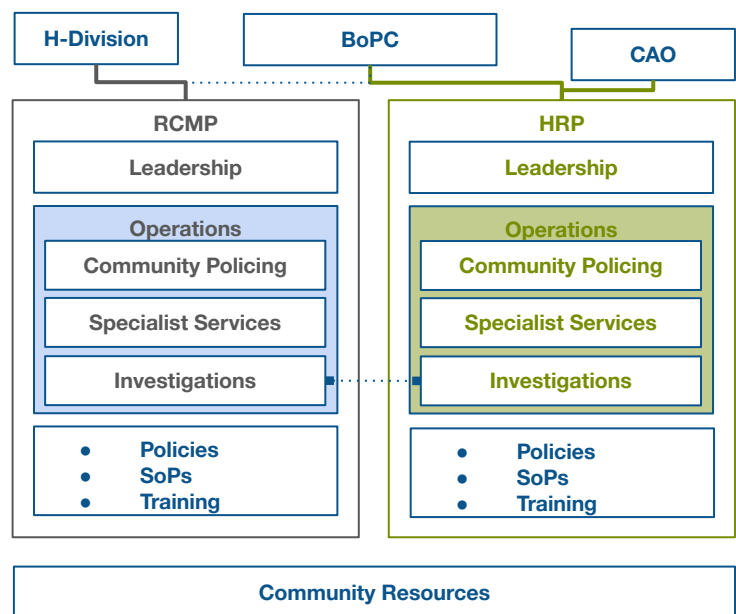 H-Division
BoPC
CAO
RCMP
Leadership
Operations
Community Policing
Specialist Services
Investigations
● Policies
● SoPs
● Training
HRP
Leadership
Operations
Community Policing
Specialist Services
Investigations
● Policies
● SoPs
● Training
Community Resources